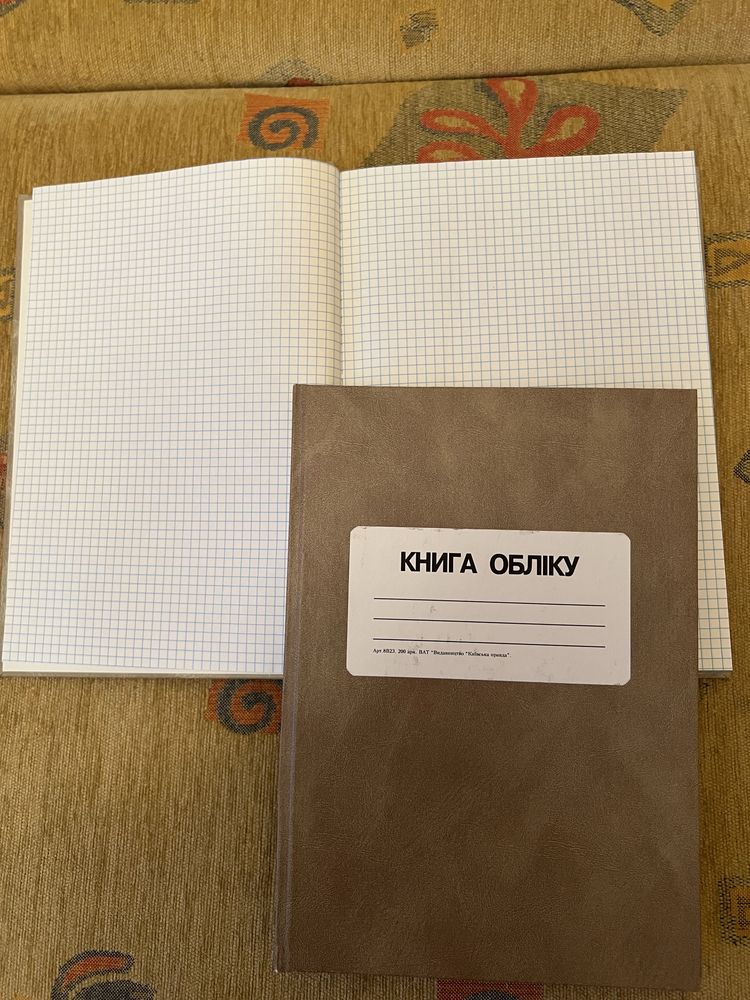 КНИГА ОБЛІКУ
Арт.8В23. 200 арк. ВАТ "Видавництво "Київська правда".